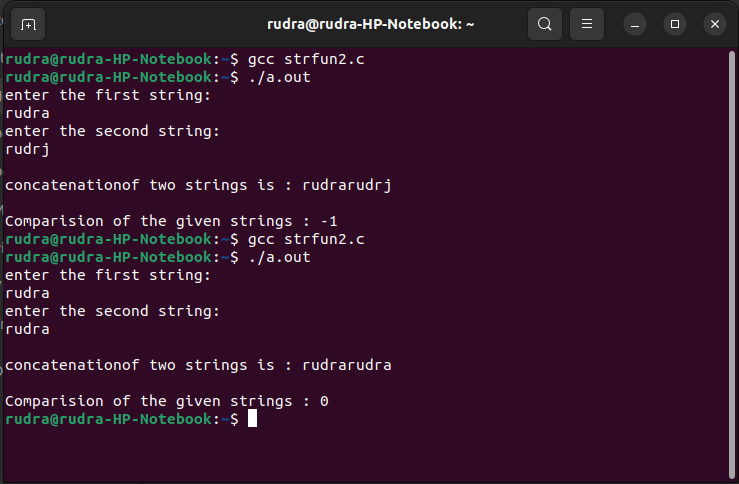 rudra@rudra-HP-Notebook: ~
rudra@rudra-HP-Notebook:~$ gcc strfun2.c
rudra@rudra-HP-Notebook:~$ ./a.out
enter the first string:
rudra
enter the second string:
rudrj
concatenationof two strings is : rudrarudrj
Comparision of the given strings : -1
rudra@rudra-HP-Notebook:~$ gcc strfun2.c
rudra@rudra-HP-Notebook:~$ ./a.out
enter the first string:
rudra
enter the second string:
rudra
concatenationof two strings is : rudrarudra
Comparision of the given strings : 0
rudra@rudra-HP-Notebook:~$